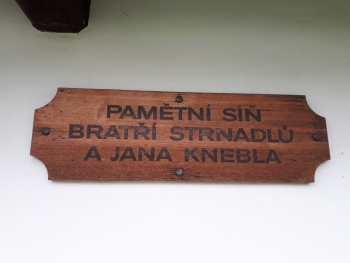 PAMĚTNÍ SÍŇ
BRATŘÍ STRNADLŮ
A JANA KNEBLA